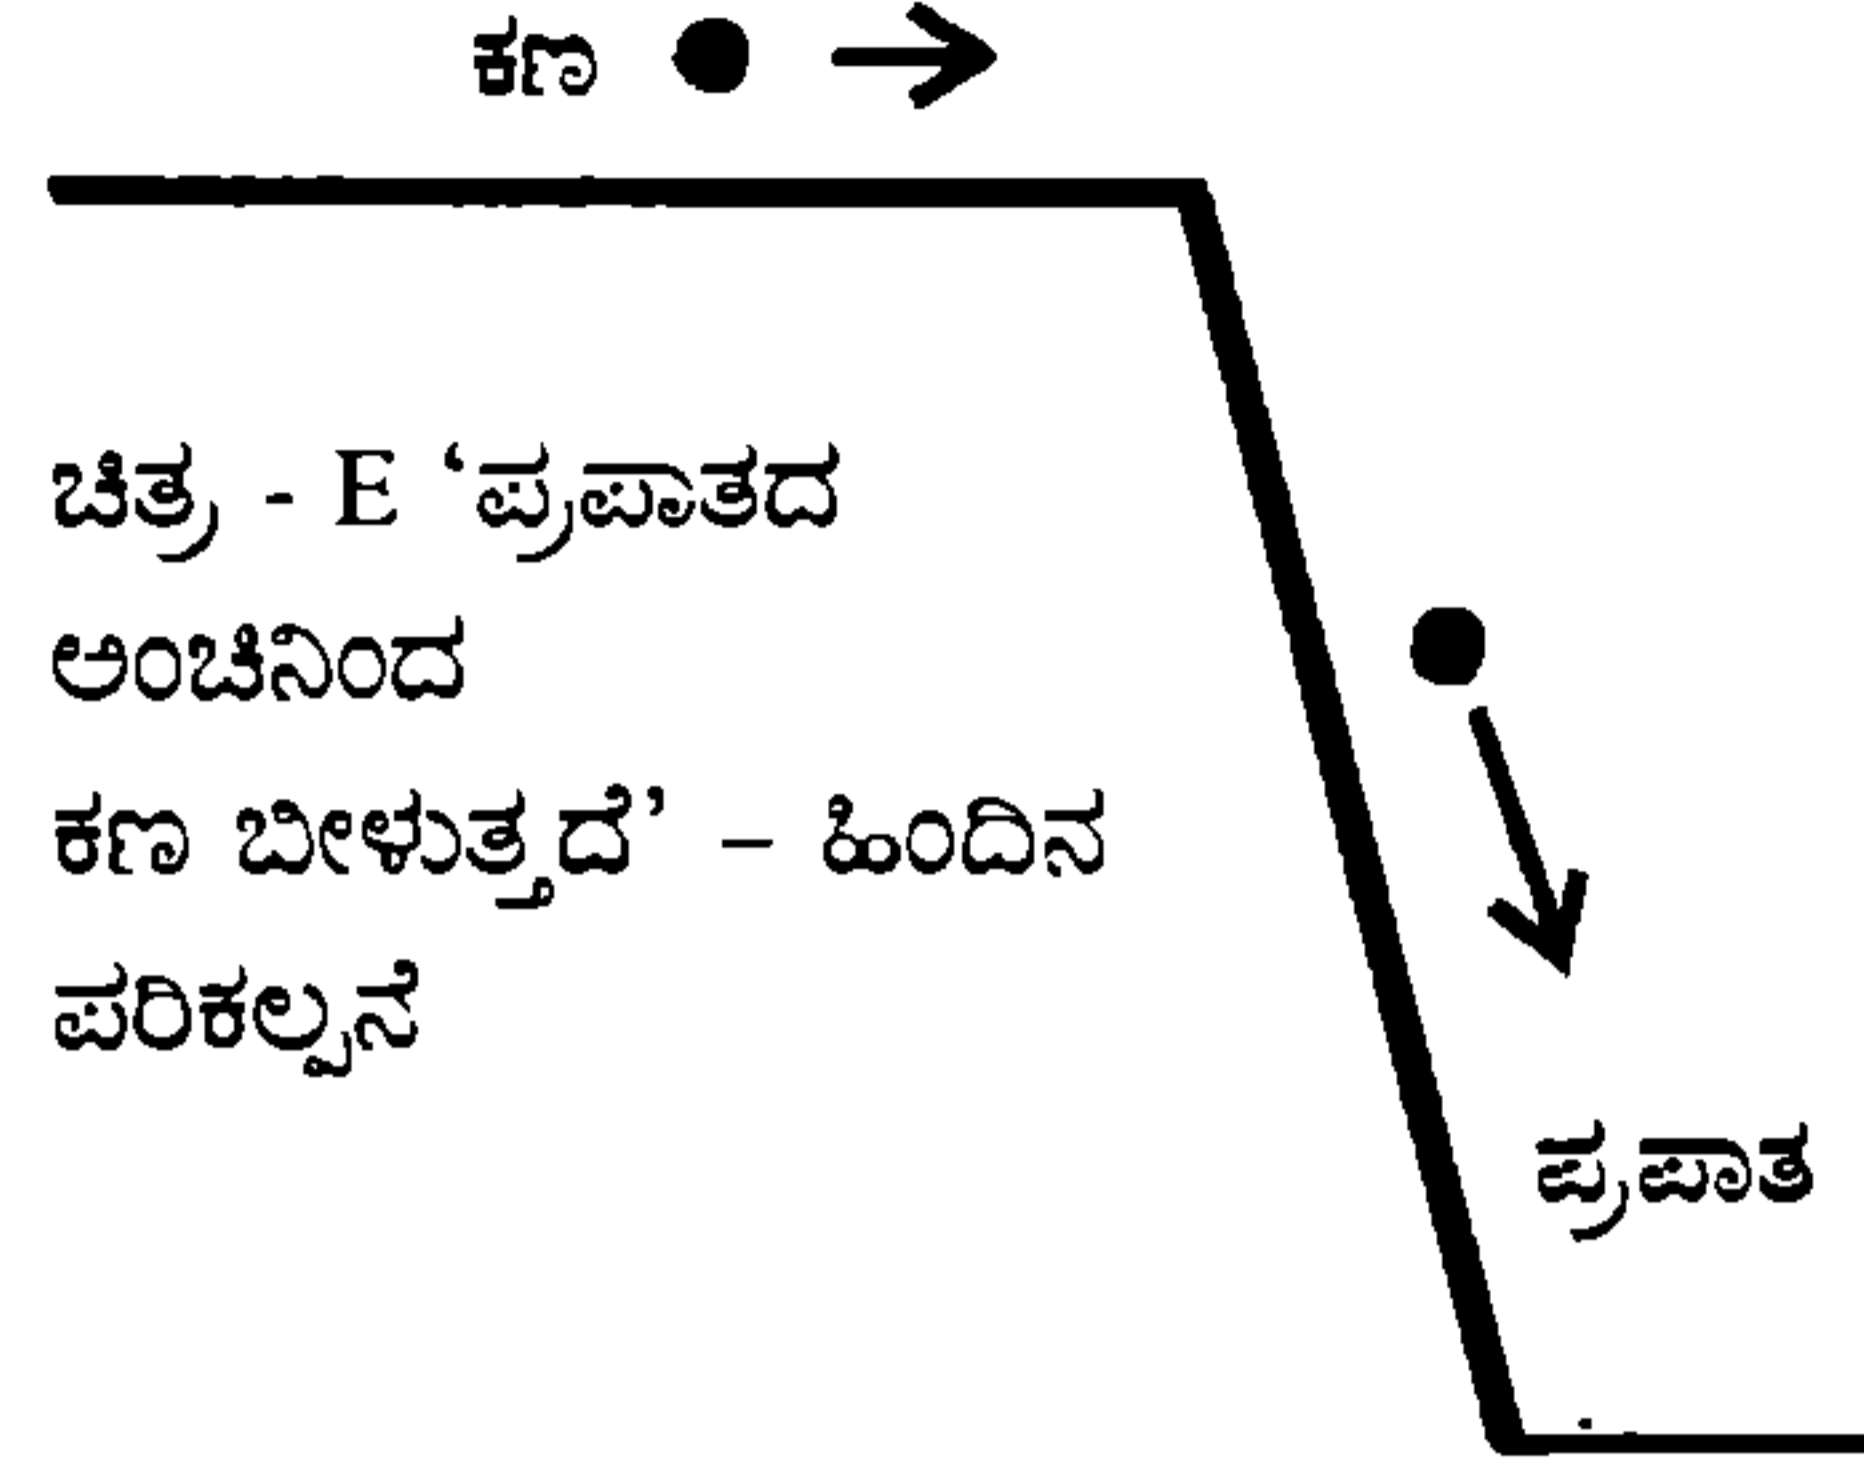 ಕಣ
ಚಿತ್ರ - E ‘ಪ್ರಪಾತದ
ಅಂಚಿನಿಂದ
ಕಣ ಬೀಳುತ್ತದೆ’ – ಹಿಂದಿನ
ಪರಿಕಲ್ಪನೆ
ಪ್ರಪಾತ